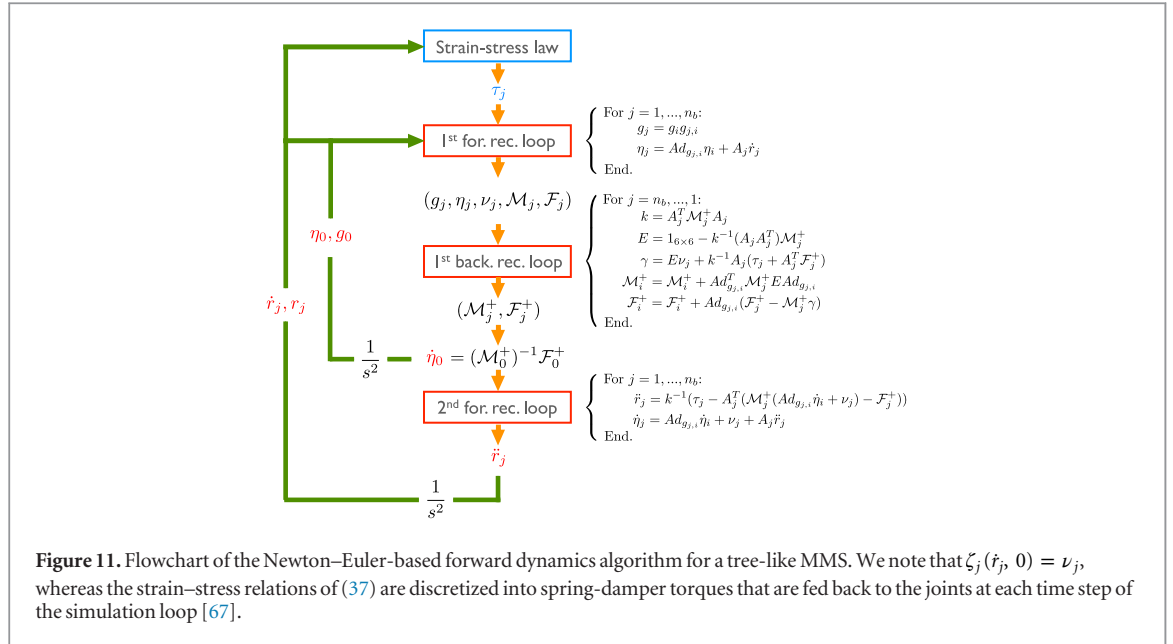 Strain-stress law
τ_j
1st for. rec. loop
For j = 1, ..., n_b:
g_j = g_i g_{j,i}
η_j = Ad_{g_{j,i}} η_i + A_j ṙ_j
End.
(g_j, η_j, ν_j, ℳ_j, ℱ_j)
η_0, g_0
1st back. rec. loop
For j = n_b, ..., 1:
k = A_j^T ℳ_j^+ A_j
E = 1_{6×6} − k^{−1}(A_j A_j^T)ℳ_j^+
γ = Eν_j + k^{−1} A_j(τ_j + A_j^T ℱ_j^+)
ℳ_i^+ = ℳ_i^+ + Ad_{g_{j,i}}^T ℳ_j^+ E Ad_{g_{j,i}}
ℱ_i^+ = ℱ_i^+ + Ad_{g_{j,i}}(ℱ_j^+ − ℳ_j^+ γ)
End.
ṙ_j, r_j
(ℳ_j^+, ℱ_j^+)
1/s^2
η̇_0 = (ℳ_0^+)^{−1} ℱ_0^+
2nd for. rec. loop
For j = 1, ..., n_b:
r̈_j = k^{−1}(τ_j − A_j^T(ℳ_j^+(Ad_{g_{j,i}} η̇_i + ν_j) − ℱ_j^+))
η̇_j = Ad_{g_{j,i}} η̇_i + ν_j + A_j r̈_j
End.
r̈_j
1/s^2
Figure 11. Flowchart of the Newton–Euler-based forward dynamics algorithm for a tree-like MMS. We note that ζ_j(ṙ_j, 0) = ν_j,
whereas the strain–stress relations of (37) are discretized into spring-damper torques that are fed back to the joints at each time step of
the simulation loop [67].